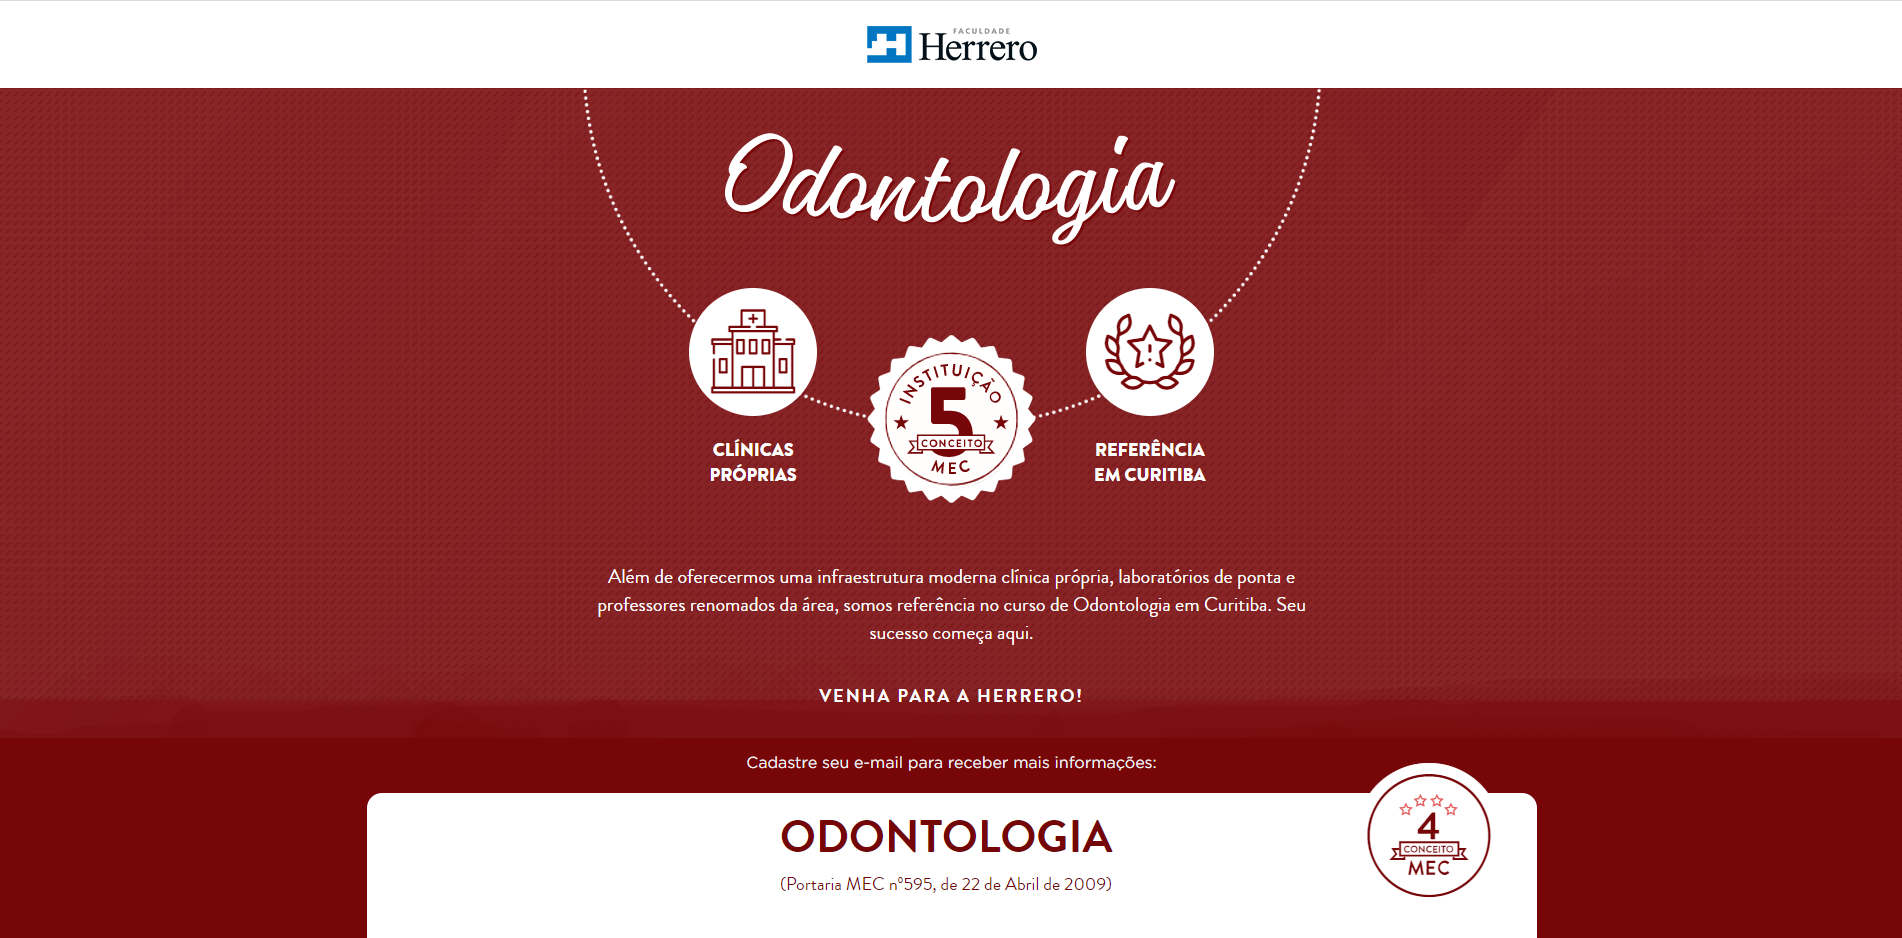 FACULDADE
Herrero
Odontologia
INSTITUIÇÃO
5
CONCEITO
MEC
CLÍNICAS
PRÓPRIAS
REFERÊNCIA
EM CURITIBA
Além de oferecermos uma infraestrutura moderna clínica própria, laboratórios de ponta e
professores renomados da área, somos referência no curso de Odontologia em Curitiba. Seu
sucesso começa aqui.
VENHA PARA A HERRERO!
Cadastre seu e-mail para receber mais informações:
ODONTOLOGIA
(Portaria MEC nº595, de 22 de Abril de 2009)
4
CONCEITO
MEC